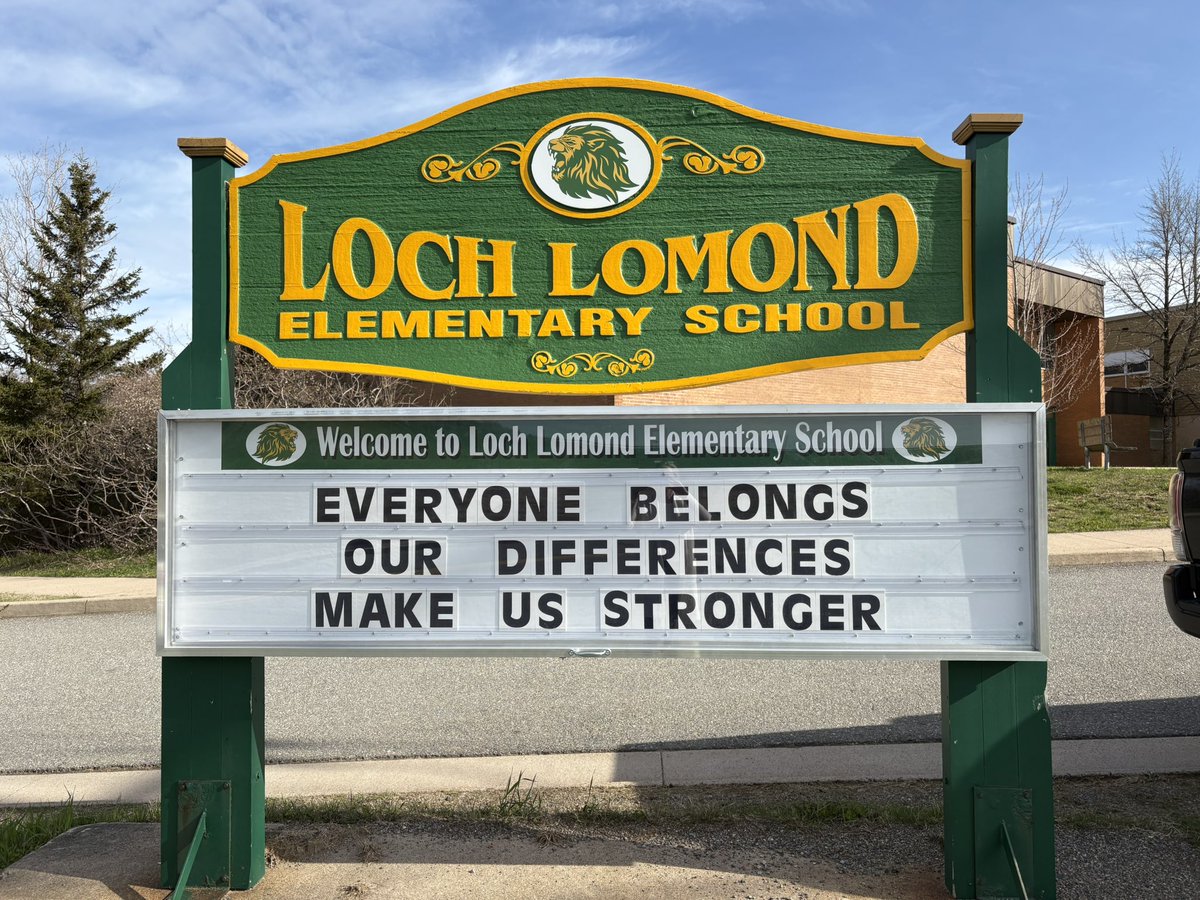 LOCH LOMOND
ELEMENTARY SCHOOL
Welcome to Loch Lomond Elementary School
EVERYONE BELONGS
OUR DIFFERENCES
MAKE US STRONGER